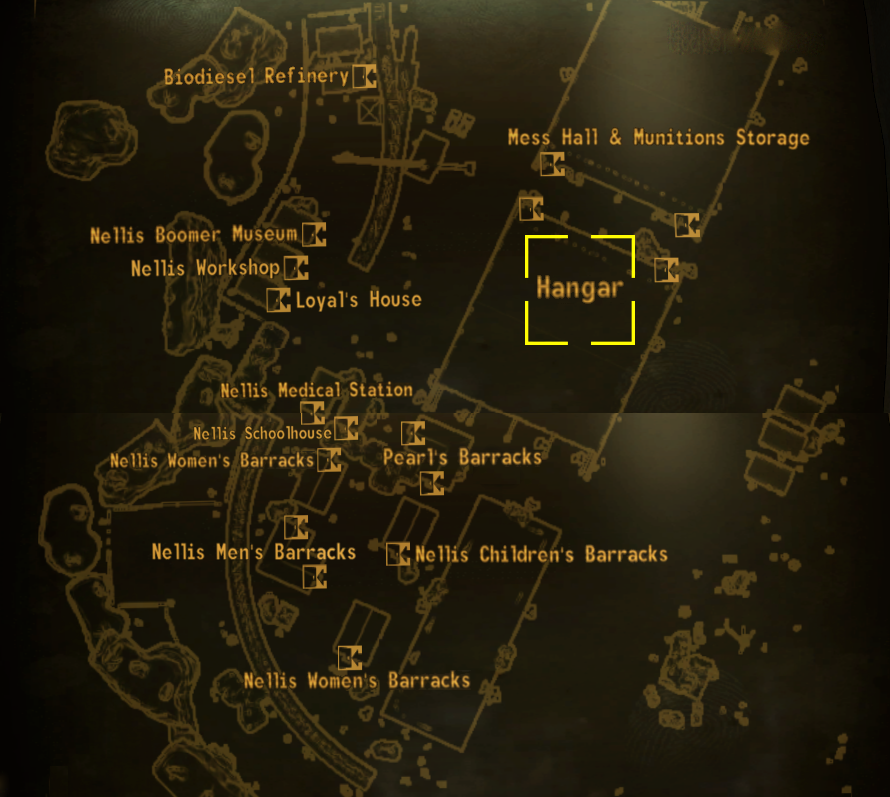 Biodiesel Refinery
Mess Hall & Munitions Storage
Nellis Boomer Museum
Nellis Workshop
Hangar
Loyal's House
Nellis Medical Station
Nellis Schoolhouse
Nellis Women's Barracks
Pearl's Barracks
Nellis Men's Barracks
Nellis Children's Barracks
Nellis Women's Barracks